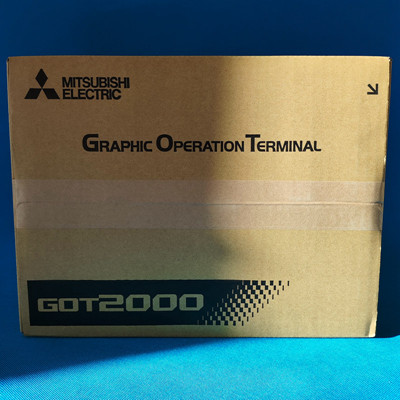 MITSUBISHI
ELECTRIC
GRAPHIC OPERATION TERMINAL
GOT2000